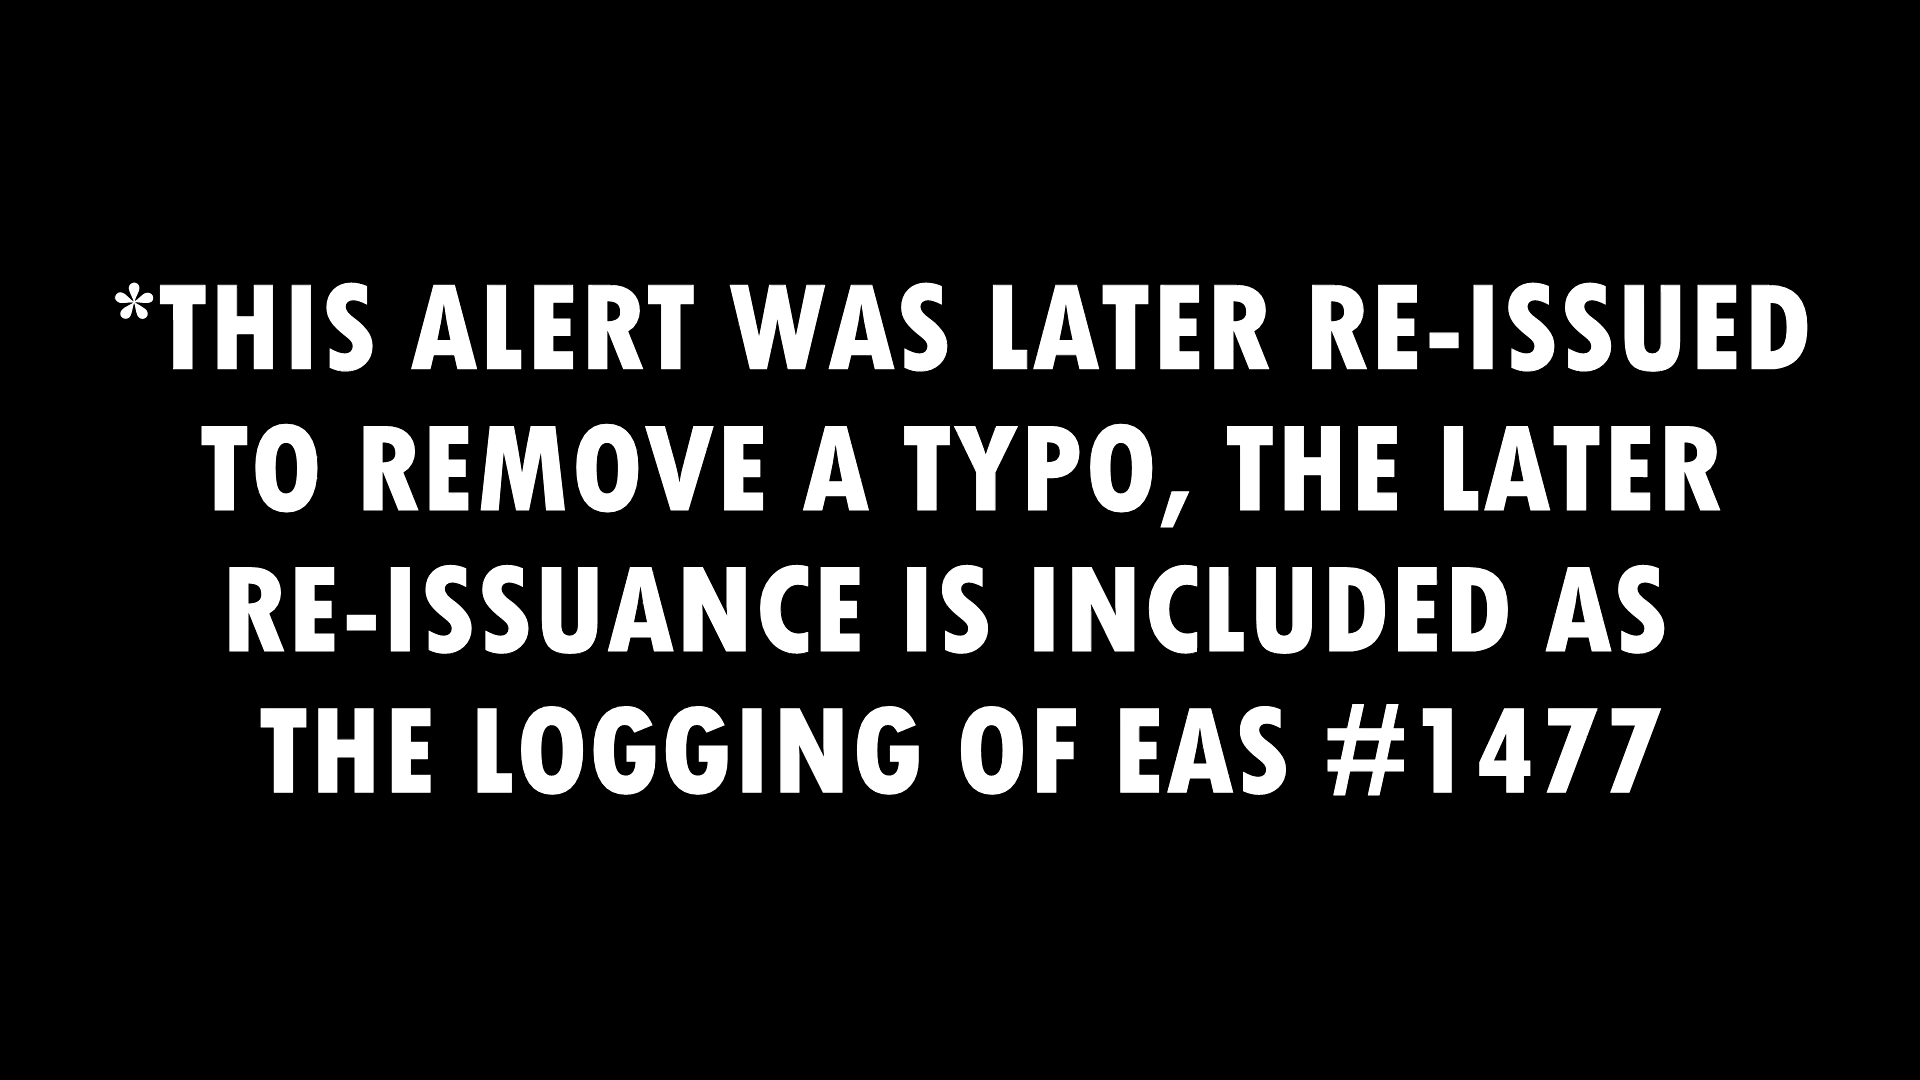 *THIS ALERT WAS LATER RE-ISSUED
TO REMOVE A TYPO, THE LATER
RE-ISSUANCE IS INCLUDED AS
THE LOGGING OF EAS #1477